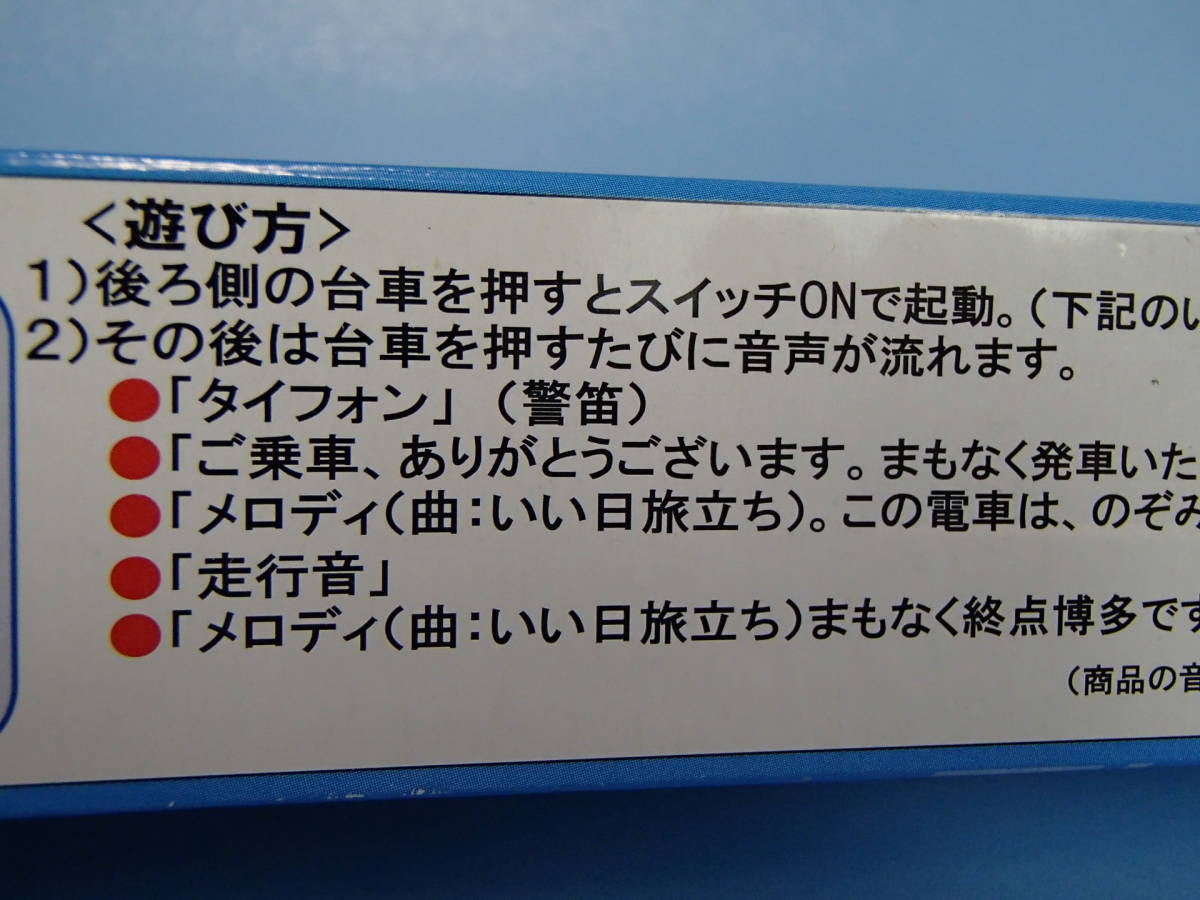 <遊び方>
1)後ろ側の台車を押すとスイッチONで起動。(下記のい
2)その後は台車を押すたびに音声が流れます。
●「タイフォン」 (警笛)
●「ご乗車、ありがとうございます。まもなく発車いた
●「メロディ(曲:いい日旅立ち)。この電車は、のぞみ
●「走行音」
●「メロディ(曲:いい日旅立ち)まもなく終点博多です
(商品の音